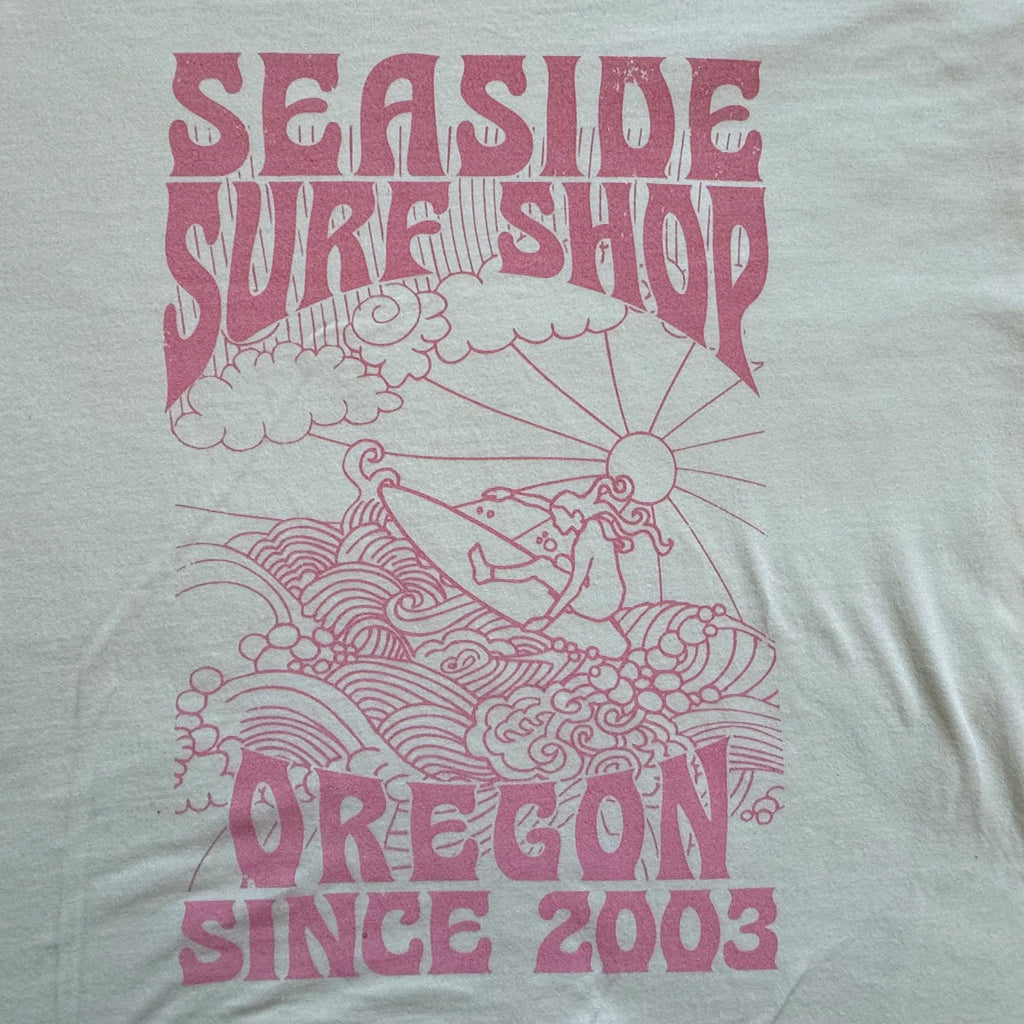 SEASIDE
SURF SHOP
OREGON
SINCE 2003